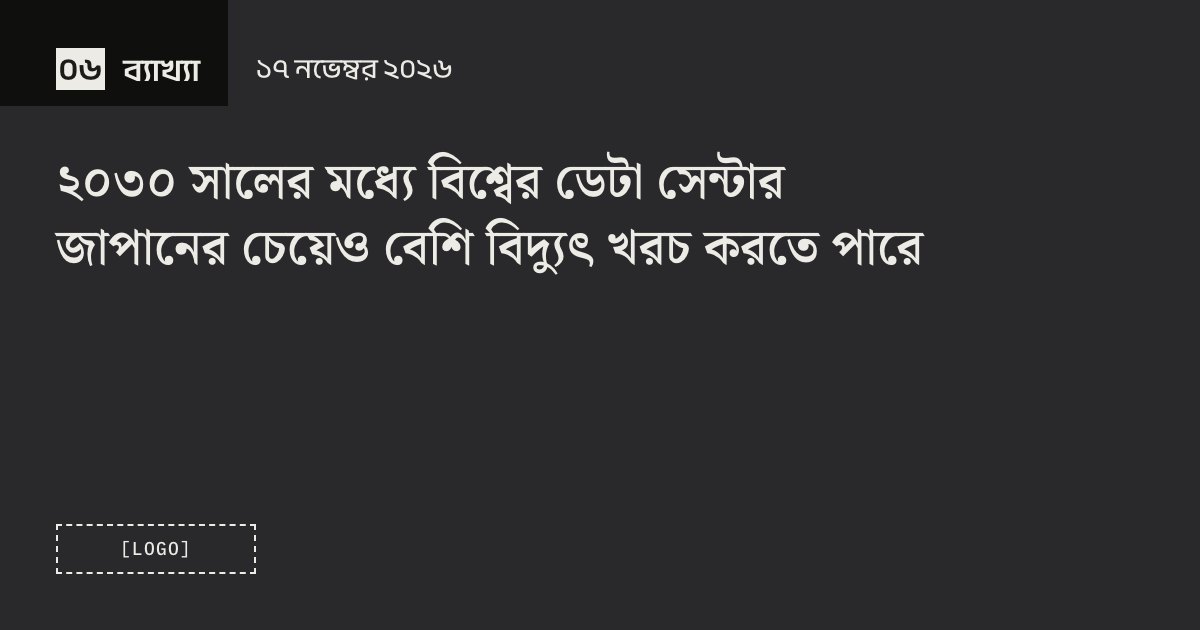 ০৬ ব্যাখ্যা ১৭ নভেম্বর ২০২৬
২০৩০ সালের মধ্যে বিশ্বের ডেটা সেন্টার
জাপানের চেয়েও বেশি বিদ্যুৎ খরচ করতে পারে
[LOGO]